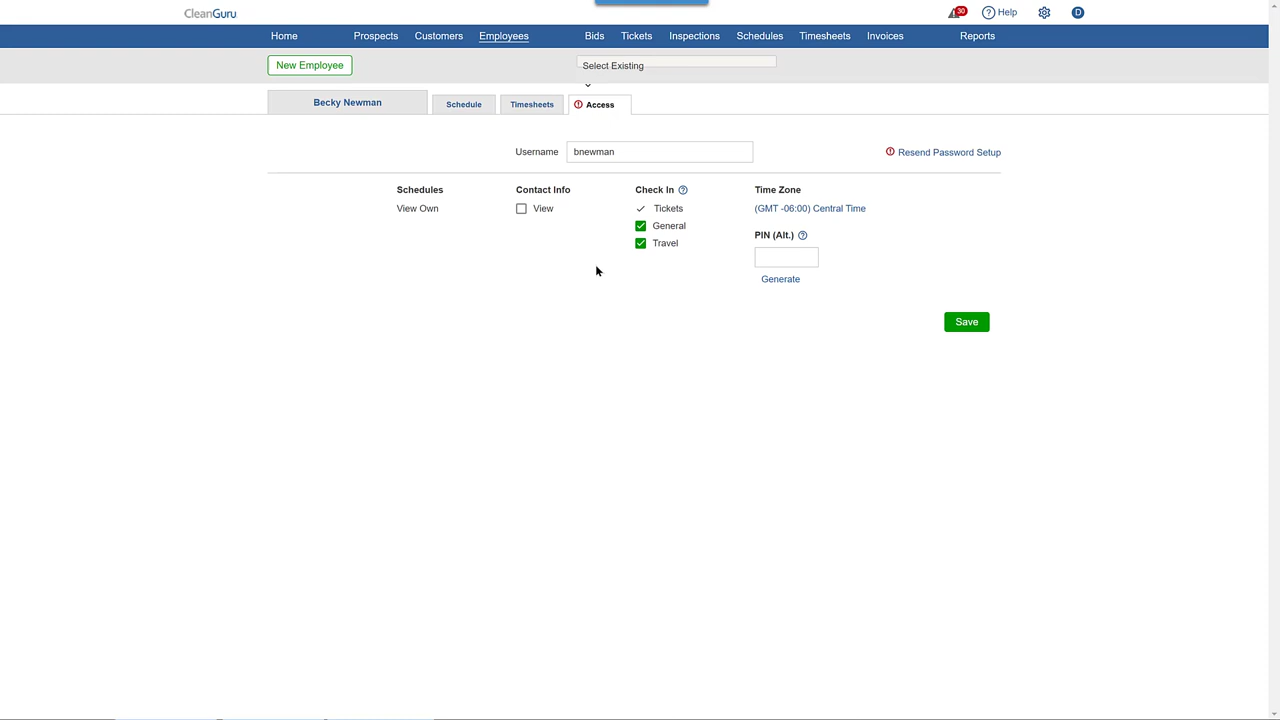 CleanGuru
30
Help
D
Home
Prospects
Customers
Employees
Bids
Tickets
Inspections
Schedules
Timesheets
Invoices
Reports
New Employee
Select Existing
Becky Newman
Schedule
Timesheets
Access
Username
bnewman
Resend Password Setup
Schedules
Contact Info
Check In
Time Zone
View Own
View
Tickets
(GMT -06:00) Central Time
General
PIN (Alt.)
Travel
Generate
Save